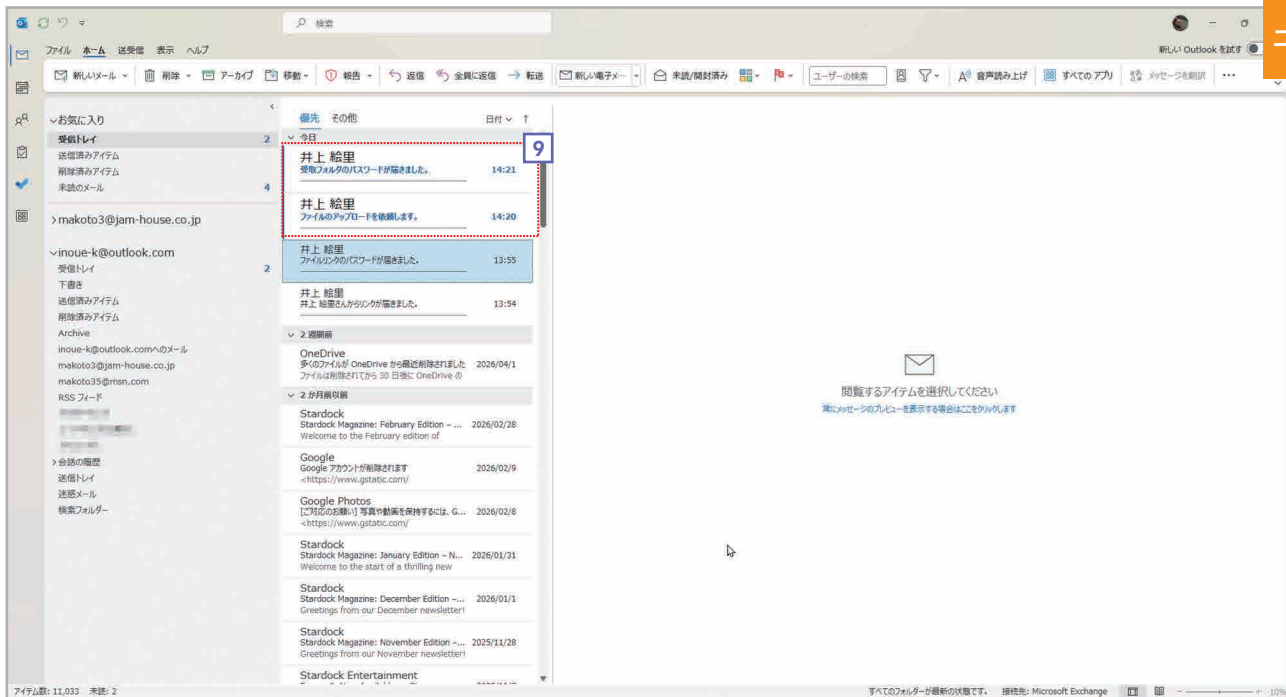 検索
新しい Outlook を試す
ファイル ホーム 送受信 表示 ヘルプ
新しいメール 削除 アーカイブ 移動 報告 返信 全員に返信 転送 新しい電子メ… 未読/開封済み ユーザーの検索 音声読み上げ すべてのアプリ メッセージを翻訳 …
お気に入り
受信トレイ 2
送信済みアイテム
削除済みアイテム
未読のメール 4
makoto3@jam-house.co.jp
inoue-k@outlook.com
受信トレイ 2
下書き
送信済みアイテム
削除済みアイテム
Archive
inoue-k@outlook.comへのメール
makoto3@jam-house.co.jp
makoto35@msn.com
RSS フィード
会話の履歴
送信トレイ
迷惑メール
検索フォルダー
優先 その他 日付 ↑
今日
9
井上 絵里
受取フォルダのパスワードが届きました。 14:21
井上 絵里
ファイルのアップロードを依頼します。 14:20
井上 絵里
ファイルリンクのパスワードが届きました。 13:55
井上 絵里
井上 絵里さんからリンクが届きました。 13:54
2 週間前
OneDrive
多くのファイルが OneDrive から最近削除されました 2026/04/1
ファイルは削除されてから 30 日後に OneDrive の
2 か月前以前
Stardock
Stardock Magazine: February Edition – ... 2026/02/28
Welcome to the February edition of
Google
Google アカウントが削除されます 2026/02/9
<https://www.gstatic.com/
Google Photos
[ご対応のお願い] 写真や動画を保持するには、G... 2026/02/8
<https://www.gstatic.com/
Stardock
Stardock Magazine: January Edition – N... 2026/01/31
Welcome to the start of a thrilling new
Stardock
Stardock Magazine: December Edition –... 2026/01/1
Greetings from our December newsletter!
Stardock
Stardock Magazine: November Edition –... 2025/11/28
Greetings from our November newsletter!
Stardock Entertainment
閲覧するアイテムを選択してください
常にメッセージのプレビューを表示する場合はここをクリックします
アイテム数: 11,033 未読: 2
すべてのフォルダーが最新の状態です。 接続先: Microsoft Exchange